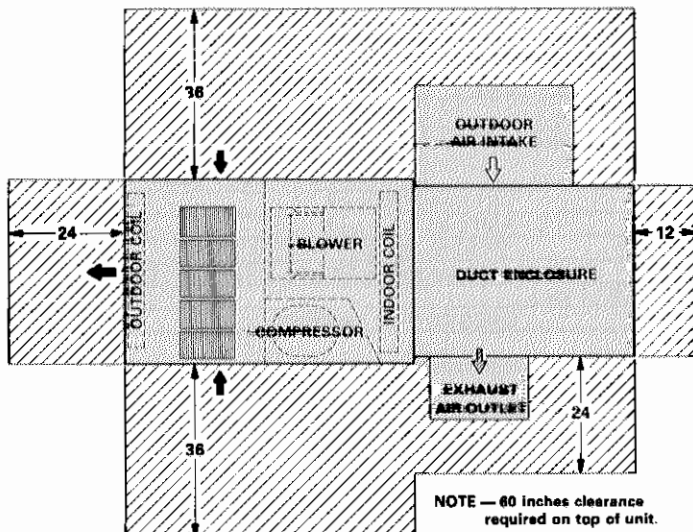 36
OUTDOOR
AIR INTAKE
24
OUTDOOR COIL
BLOWER
INDOOR COIL
12
DUCT ENCLOSURE
COMPRESSOR
EXHAUST
AIR OUTLET
24
36
NOTE — 60 inches clearance
required on top of unit.